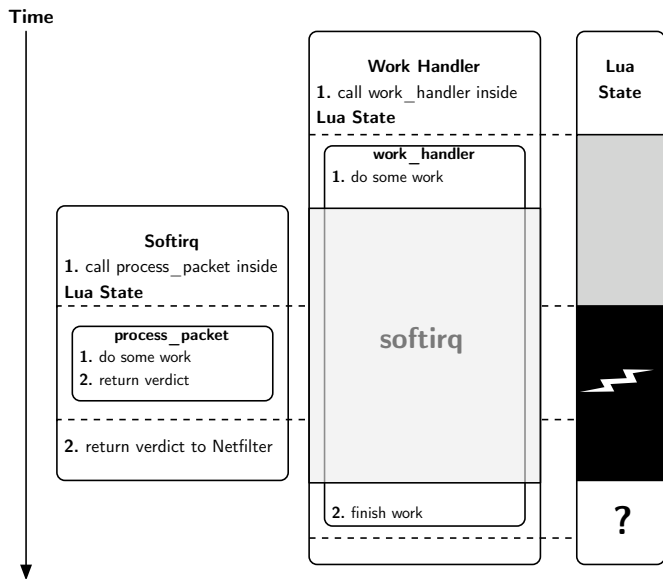 Time
Work Handler
1. call work_handler inside
Lua State
work_handler
1. do some work
softirq
2. finish work
Softirq
1. call process_packet inside
Lua State
process_packet
1. do some work
2. return verdict
2. return verdict to Netfilter
Lua
State
?